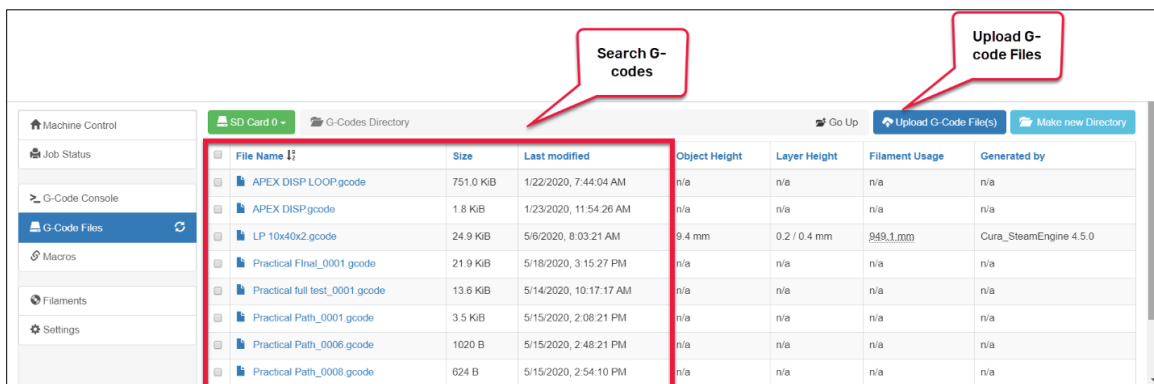 Search G-
codes
Upload G-
code Files
Machine Control
Job Status
G-Code Console
G-Code Files
Macros
Filaments
Settings
SD Card 0 G-Codes Directory Go Up Upload G-Code File(s) Make new Directory
File Name Size Last modified Object Height Layer Height Filament Usage Generated by
APEX DISP LOOP.gcode 751.0 KiB 1/22/2020, 7:44:04 AM n/a n/a n/a n/a
APEX DISP.gcode 1.8 KiB 1/23/2020, 11:54:26 AM n/a n/a n/a n/a
LP 10x40x2.gcode 24.9 KiB 5/6/2020, 8:03:21 AM 9.4 mm 0.2 / 0.4 mm 949.1 mm Cura_SteamEngine 4.5.0
Practical FInal_0001.gcode 21.9 KiB 5/18/2020, 3:15:27 PM n/a n/a n/a n/a
Practical full test_0001.gcode 13.6 KiB 5/14/2020, 10:17:17 AM n/a n/a n/a n/a
Practical Path_0001.gcode 3.5 KiB 5/15/2020, 2:08:21 PM n/a n/a n/a n/a
Practical Path_0006.gcode 1020 B 5/15/2020, 2:48:21 PM n/a n/a n/a n/a
Practical Path_0008.gcode 624 B 5/15/2020, 2:54:10 PM n/a n/a n/a n/a